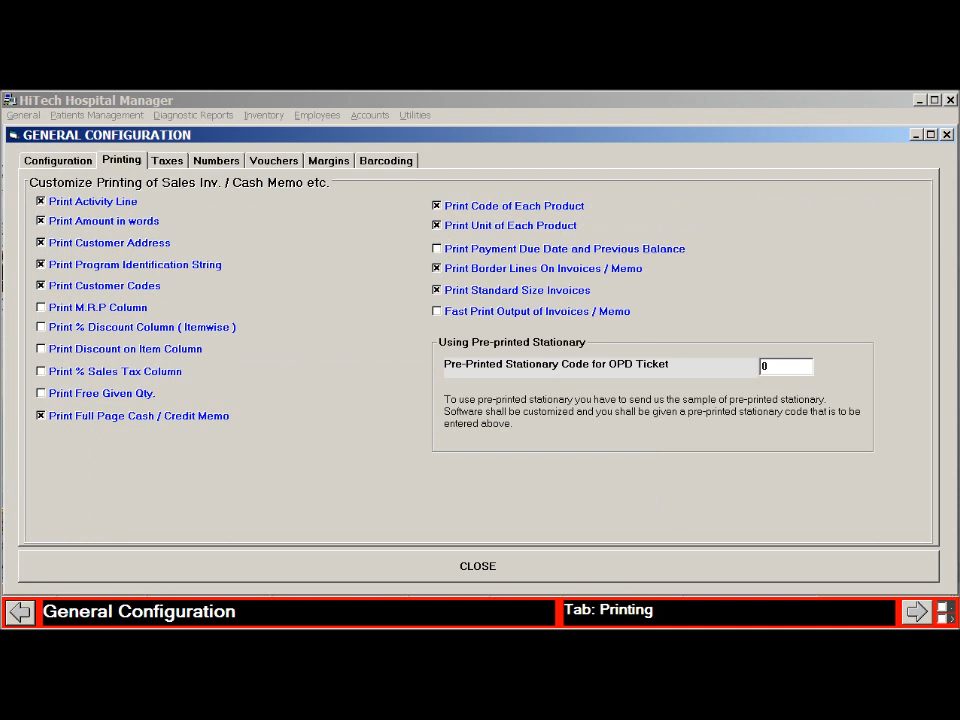 HiTech Hospital Manager
General Patients Management Diagnostic Reports Inventory Employees Accounts Utilities
GENERAL CONFIGURATION
Configuration Printing Taxes Numbers Vouchers Margins Barcoding
Customize Printing of Sales Inv. / Cash Memo etc.
Print Activity Line
Print Amount in words
Print Customer Address
Print Program Identification String
Print Customer Codes
Print M.R.P Column
Print % Discount Column ( Itemwise )
Print Discount on Item Column
Print % Sales Tax Column
Print Free Given Qty.
Print Full Page Cash / Credit Memo
Print Code of Each Product
Print Unit of Each Product
Print Payment Due Date and Previous Balance
Print Border Lines On Invoices / Memo
Print Standard Size Invoices
Fast Print Output of Invoices / Memo
Using Pre-printed Stationary
Pre-Printed Stationary Code for OPD Ticket 0
To use pre-printed stationary you have to send us the sample of pre-printed stationary.
Software shall be customized and you shall be given a pre-printed stationary code that is to be
entered above.
CLOSE
General Configuration Tab: Printing